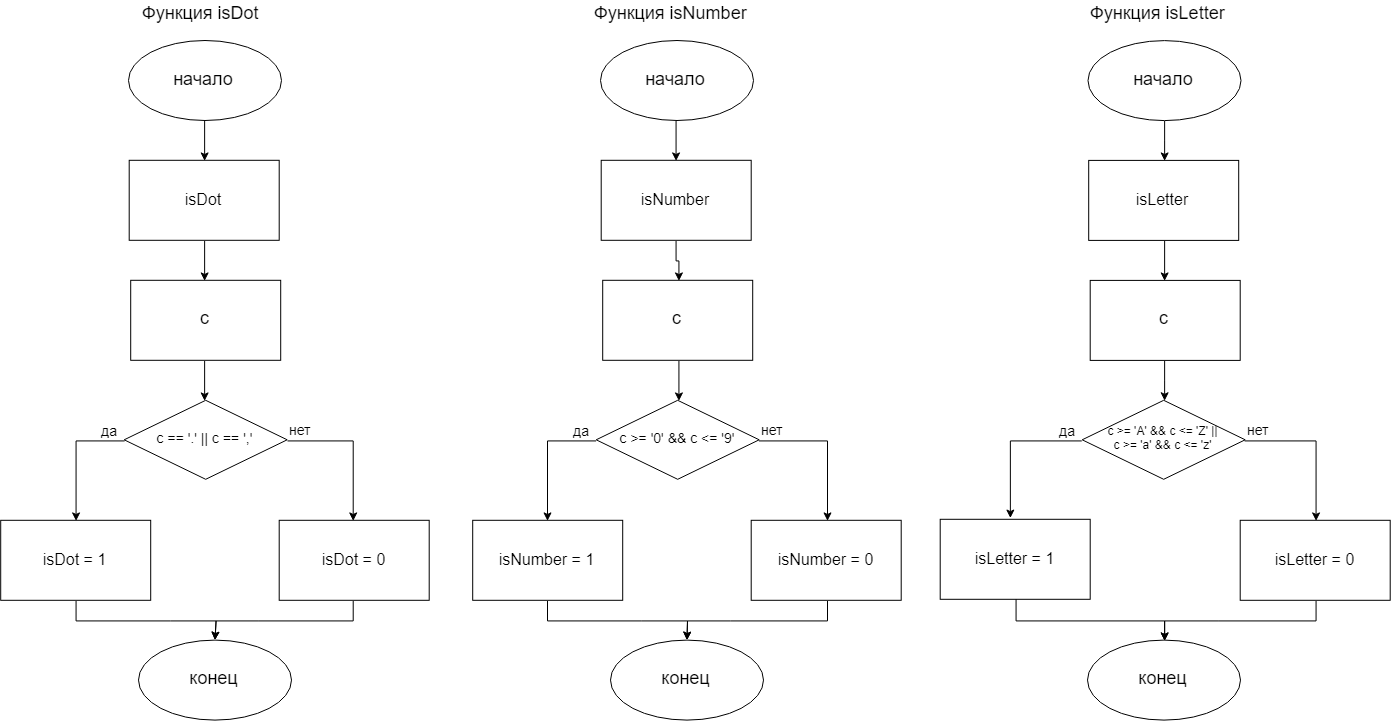 Функция isDot
начало
isDot
c
c == '.' || c == ','
да
нет
isDot = 1
isDot = 0
конец
Функция isNumber
начало
isNumber
c
c >= '0' && c <= '9'
да
нет
isNumber = 1
isNumber = 0
конец
Функция isLetter
начало
isLetter
c
c >= 'A' && c <= 'Z' ||
c >= 'a' && c <= 'z'
да
нет
isLetter = 1
isLetter = 0
конец